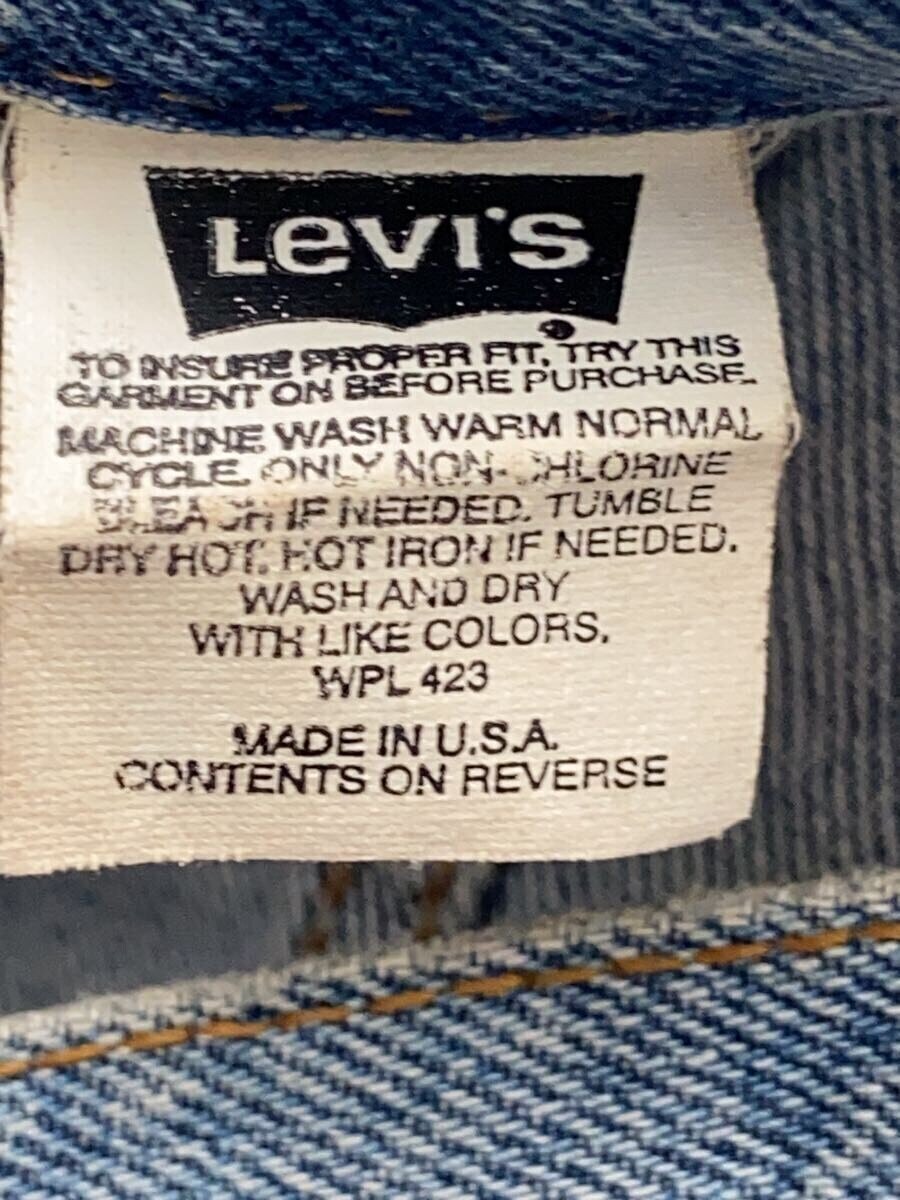 LEVI'S
TO INSURE PROPER FIT, TRY THIS
GARMENT ON BEFORE PURCHASE.
MACHINE WASH WARM NORMAL
CYCLE. ONLY NON-CHLORINE
BLEACH IF NEEDED. TUMBLE
DRY HOT. HOT IRON IF NEEDED.
WASH AND DRY
WITH LIKE COLORS.
WPL 423
MADE IN U.S.A.
CONTENTS ON REVERSE